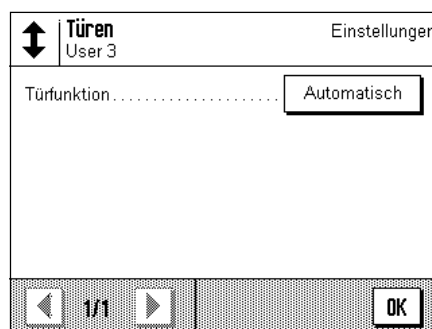 Türen
Einstellungen
User 3
Türfunktion..................... Automatisch
1/1
OK